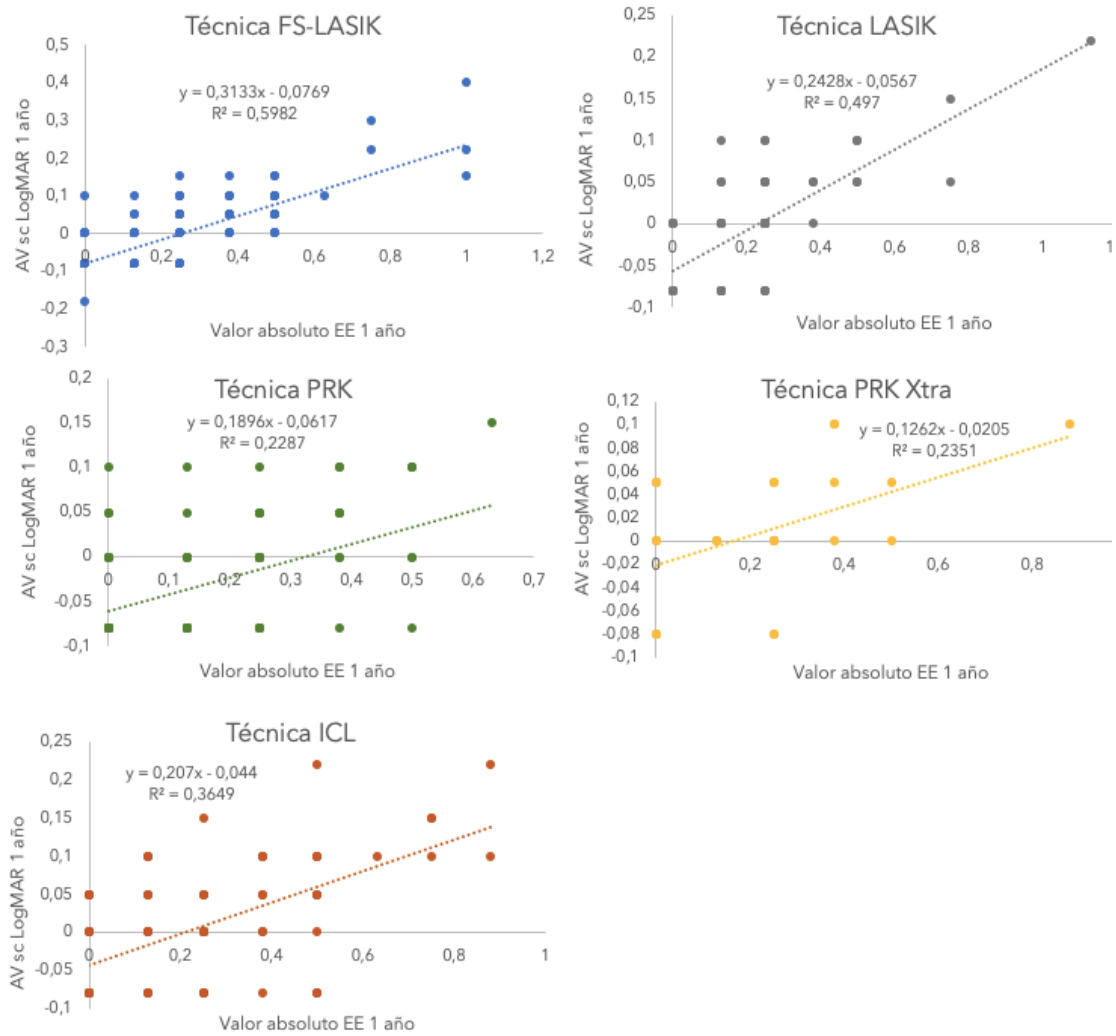 Técnica FS-LASIK
y = 0,3133x - 0,0769
R² = 0,5982
AV sc LogMAR 1 año
0,5
0,4
0,3
0,2
0,1
0
-0,1
-0,2
-0,3
0 0,2 0,4 0,6 0,8 1 1,2
Valor absoluto EE 1 año
Técnica LASIK
y = 0,2428x - 0,0567
R² = 0,497
AV sc LogMAR 1 año
0,25
0,2
0,15
0,1
0,05
0
-0,05
-0,1
0 0,2 0,4 0,6 0,8 1
Valor absoluto EE 1 año
Técnica PRK
y = 0,1896x - 0,0617
R² = 0,2287
AV sc LogMAR 1 año
0,2
0,15
0,1
0,05
0
-0,05
-0,1
0 0,1 0,2 0,3 0,4 0,5 0,6 0,7
Valor absoluto EE 1 año
Técnica PRK Xtra
y = 0,1262x - 0,0205
R² = 0,2351
AV sc LogMAR 1 año
0,12
0,1
0,08
0,06
0,04
0,02
0
-0,02
-0,04
-0,06
-0,08
-0,1
0 0,2 0,4 0,6 0,8
Valor absoluto EE 1 año
Técnica ICL
y = 0,207x - 0,044
R² = 0,3649
AV sc LogMAR 1 año
0,25
0,2
0,15
0,1
0,05
0
-0,05
-0,1
0 0,2 0,4 0,6 0,8 1
Valor absoluto EE 1 año